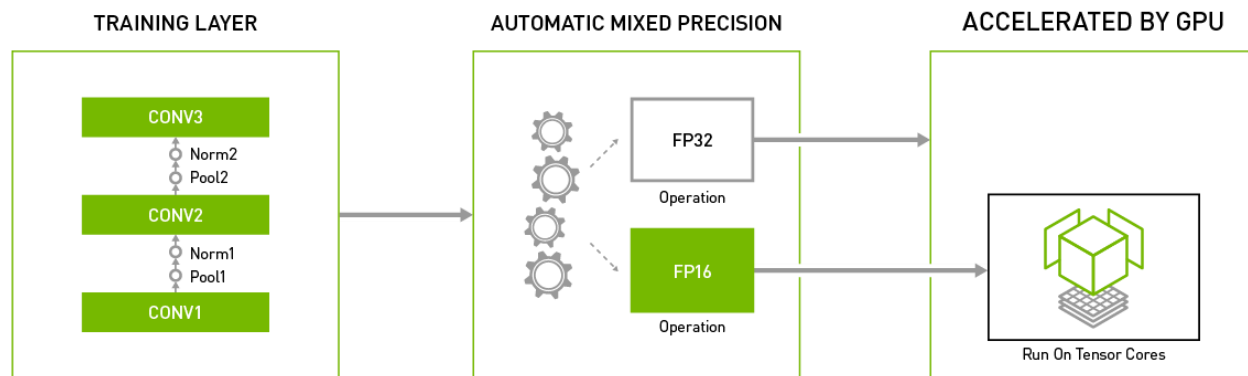 TRAINING LAYER
AUTOMATIC MIXED PRECISION
ACCELERATED BY GPU
CONV3
Norm2
Pool2
CONV2
Norm1
Pool1
CONV1
FP32
Operation
FP16
Operation
Run On Tensor Cores